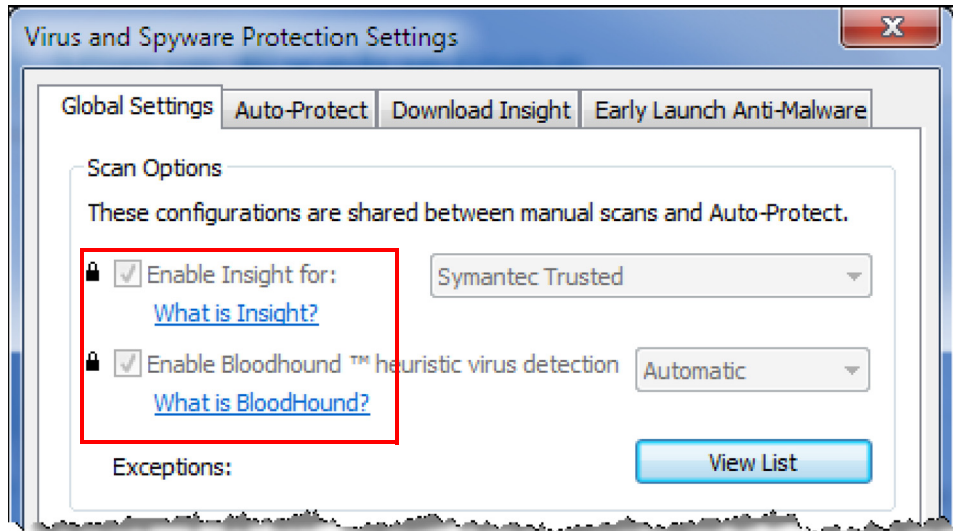 Virus and Spyware Protection Settings
Global Settings Auto-Protect Download Insight Early Launch Anti-Malware
Scan Options
These configurations are shared between manual scans and Auto-Protect.
Enable Insight for: Symantec Trusted
What is Insight?
Enable Bloodhound ™ heuristic virus detection Automatic
What is BloodHound?
Exceptions: View List